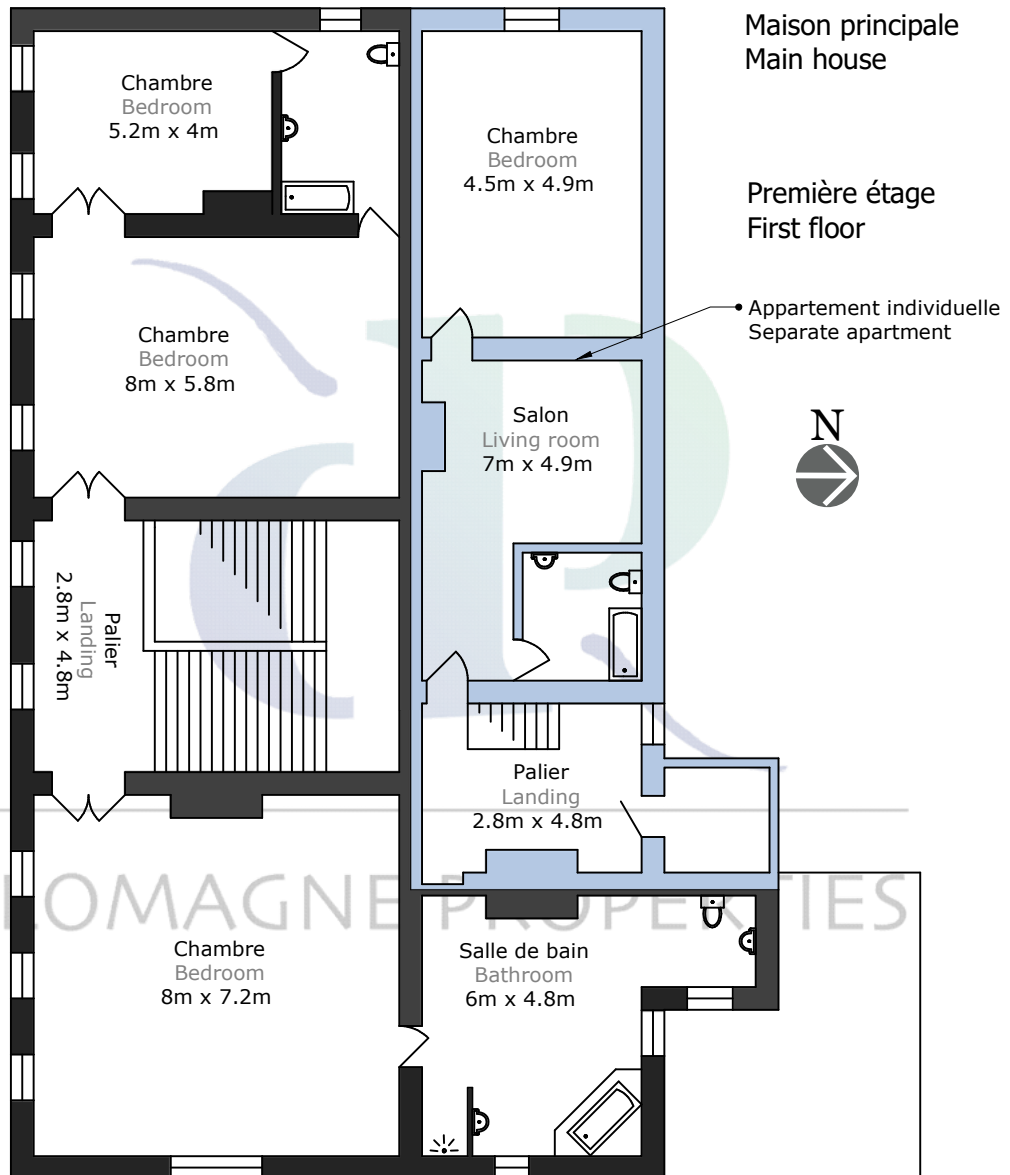 Maison principale
Main house
Première étage
First floor
Appartement individuelle
Separate apartment
N
Chambre
Bedroom
5.2m x 4m
Chambre
Bedroom
4.5m x 4.9m
Chambre
Bedroom
8m x 5.8m
Salon
Living room
7m x 4.9m
Palier
Landing
2.8m x 4.8m
Palier
Landing
2.8m x 4.8m
Chambre
Bedroom
8m x 7.2m
Salle de bain
Bathroom
6m x 4.8m
LOMAGNE PROPERTIES